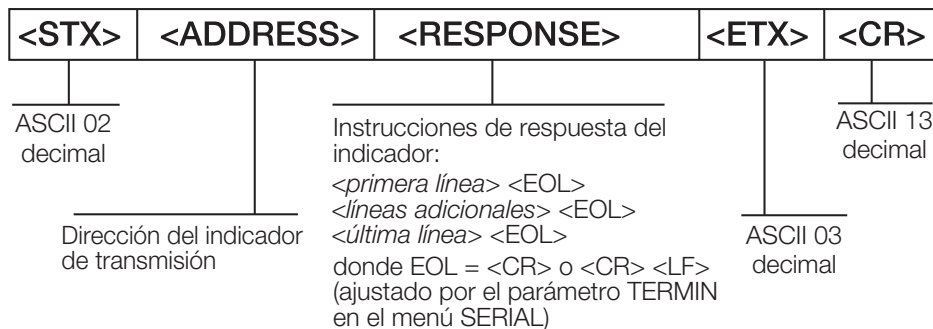 <STX> <ADDRESS> <RESPONSE> <ETX> <CR>
ASCII 02
decimal
Dirección del indicador
de transmisión
Instrucciones de respuesta del
indicador:
<primera línea> <EOL>
<líneas adicionales> <EOL>
<última línea> <EOL>
donde EOL = <CR> o <CR> <LF>
(ajustado por el parámetro TERMIN
en el menú SERIAL)
ASCII 03
decimal
ASCII 13
decimal